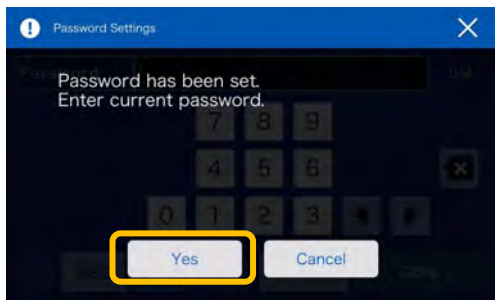 Password Settings
Password has been set.
Enter current password.
7 8 9
4 5 6
0 1 2 3
Yes
Cancel